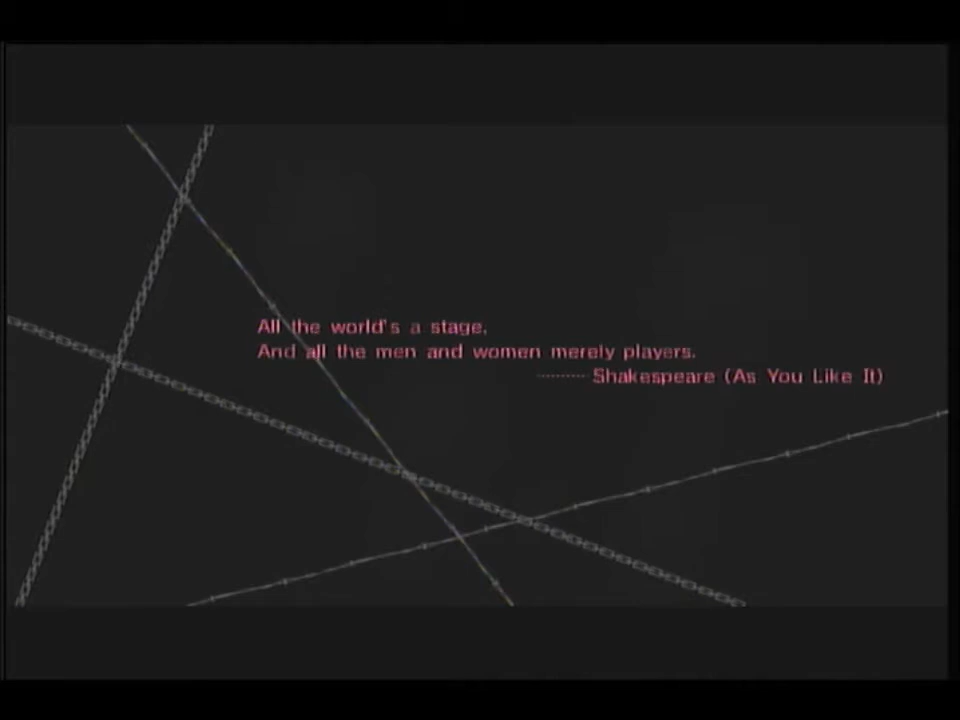 All the world's a stage.
And all the men and women merely players.
---------Shakespeare (As You Like It)